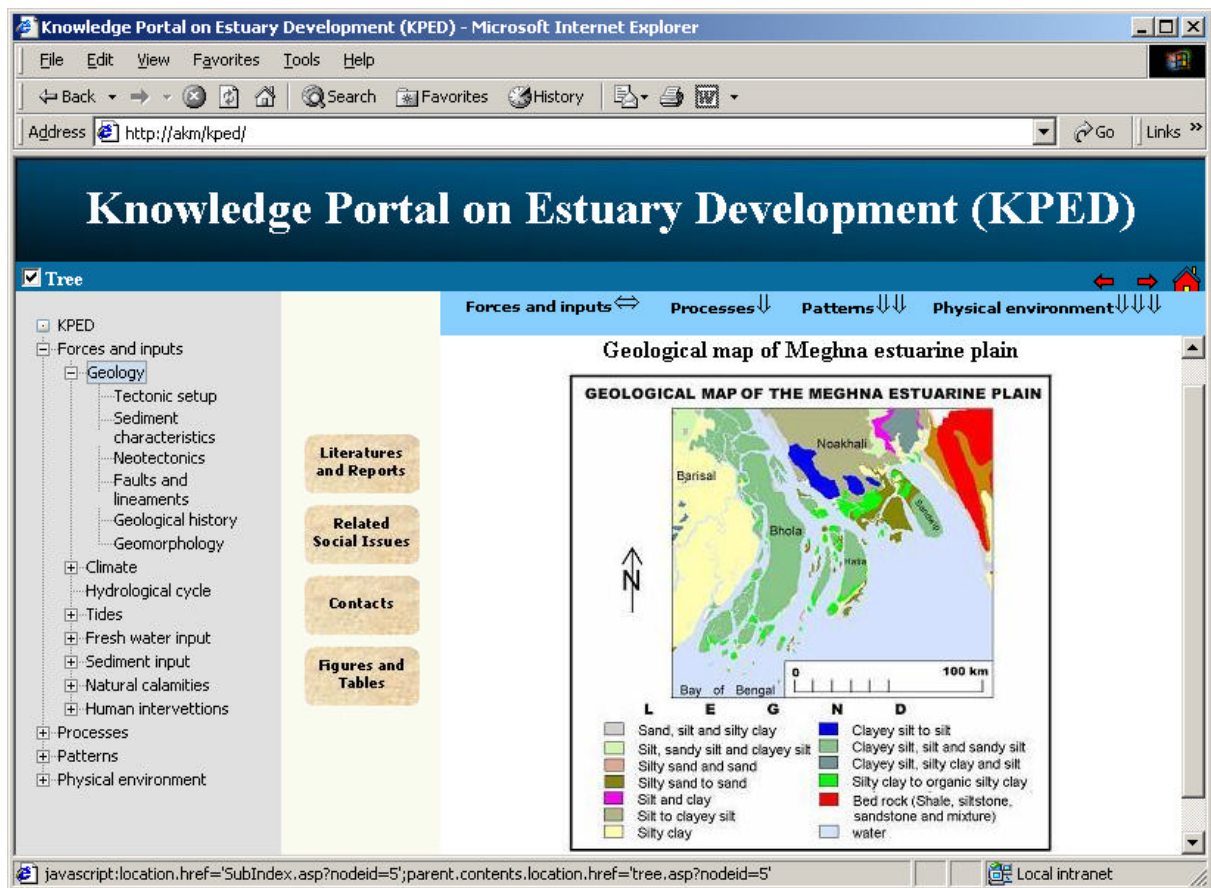 Knowledge Portal on Estuary Development (KPED) - Microsoft Internet Explorer
File Edit View Favorites Tools Help
Back Search Favorites History
Address http://akm/kped/ Go Links »
Knowledge Portal on Estuary Development (KPED)
Tree
KPED
Forces and inputs
Geology
Tectonic setup
Sediment
characteristics
Neotectonics
Faults and
lineaments
Geological history
Geomorphology
Climate
Hydrological cycle
Tides
Fresh water input
Sediment input
Natural calamities
Human intervettions
Processes
Patterns
Physical environment
Literatures
and Reports
Related
Social Issues
Contacts
Figures and
Tables
Forces and inputs⇔ Processes⇓ Patterns⇓⇓ Physical environment⇓⇓⇓
Geological map of Meghna estuarine plain
GEOLOGICAL MAP OF THE MEGHNA ESTUARINE PLAIN
Noakhali
Barisal
Sandwip
Bhola
Hatia
N
0 100 km
Bay of Bengal
L E G N D
Sand, silt and silty clay
Silt, sandy silt and clayey silt
Silty sand and sand
Silty sand to sand
Silt and clay
Silt to clayey silt
Silty clay
Clayey silt to silt
Clayey silt, silt and sandy silt
Clayey silt, silty clay and silt
Silty clay to organic silty clay
Bed rock (Shale, siltstone,
sandstone and mixture)
water
javascript:location.href='SubIndex.asp?nodeid=5';parent.contents.location.href='tree.asp?nodeid=5' Local intranet